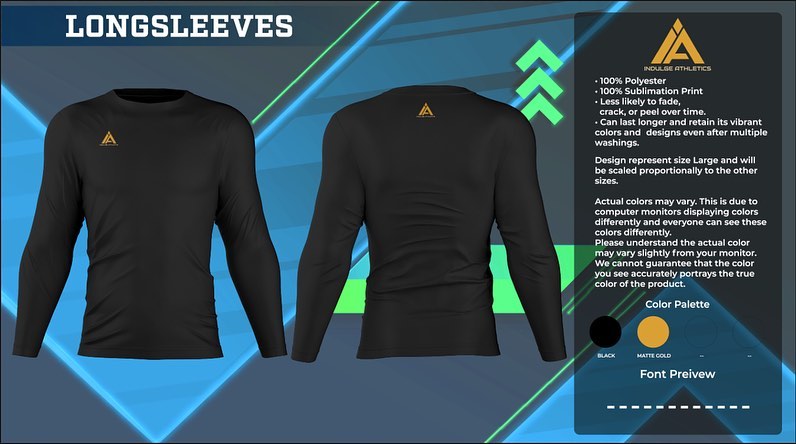 LONGSLEEVES
INDULGE ATHLETICS
• 100% Polyester
• 100% Sublimation Print
• Less likely to fade,
crack, or peel over time.
• Can last longer and retain its vibrant
colors and designs even after multiple
washings.
Design represent size Large and will
be scaled proportionally to the other
sizes.
Actual colors may vary. This is due to
computer monitors displaying colors
differently and everyone can see these
colors differently.
Please understand the actual color
may vary slightly from your monitor.
We cannot guarantee that the color
you see accurately portrays the true
color of the product.
Color Palette
BLACK
MATTE GOLD
--
--
Font Preivew